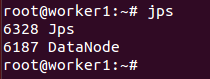 root@worker1:~# jps
6328 Jps
6187 DataNode
root@worker1:~#